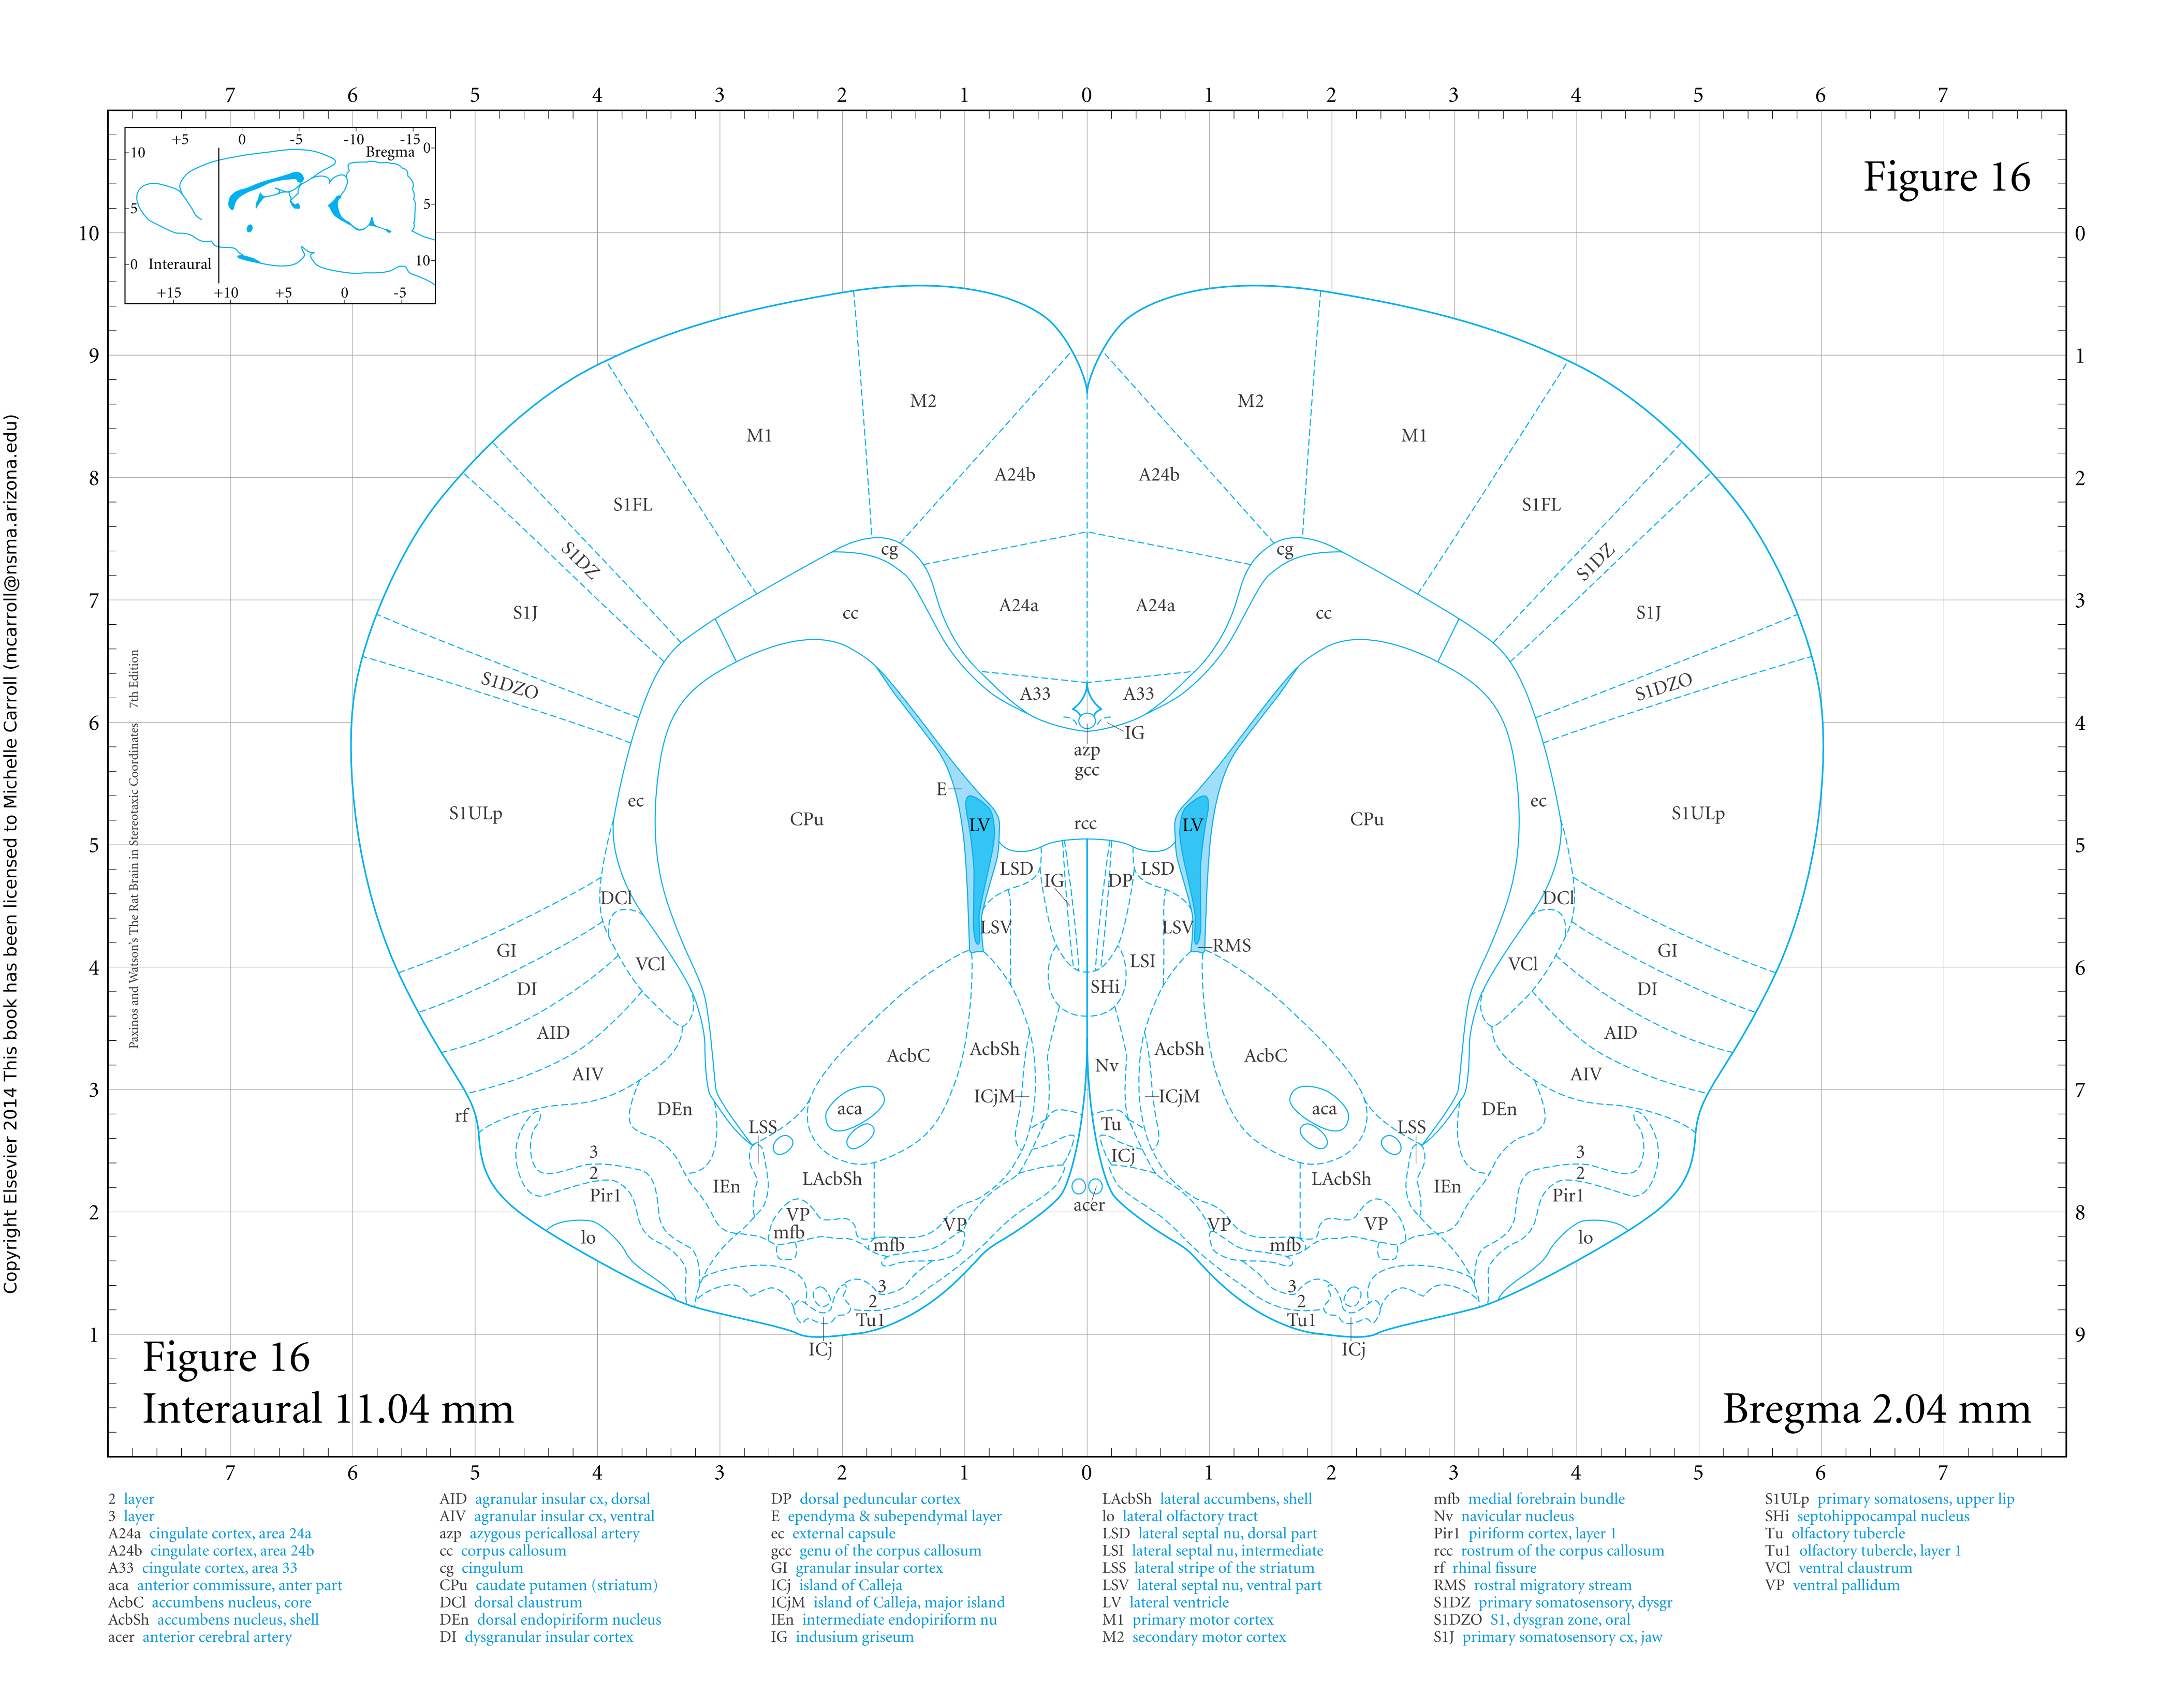 7 6 5 4 3 2 1 0 1 2 3 4 5 6 7
+5 0 -5 -10 -15
Bregma 0
10
5 5
10
0 Interaural
+15 +10 +5 0 -5
Figure 16
10 0
9 1
M2 M2
M1 M1
8 A24b A24b 2
S1FL S1FL
cg cg
S1DZ S1DZ
7 3
A24a A24a
S1J cc cc S1J
S1DZO A33 A33 S1DZO
6 4
IG
azp
gcc
E
ec ec
S1ULp CPu LV rcc LV CPu S1ULp
5 5
LSD LSD
IG DP
DCl DCl
LSV LSV
RMS
GI GI
VCl LSI VCl
4 6
DI SHi DI
AID AID
AcbC AcbSh AcbSh AcbC
Nv
AIV AIV
3 7
ICjM ICjM
DEn aca aca DEn
rf
Tu
LSS LSS
3 ICj 3
2 2
LAcbSh LAcbSh
IEn IEn
Pir1 Pir1
acer
2 8
VP VP VP VP
mfb
lo mfb mfb lo
3 3
2 2
Tu1 Tu1
1 9
ICj ICj
Figure 16
Interaural 11.04 mm
Bregma 2.04 mm
7 6 5 4 3 2 1 0 1 2 3 4 5 6 7
Copyright Elsevier 2014 This book has been licensed to Michelle Carroll (mcarroll@nsma.arizona.edu)
Paxinos and Watson's The Rat Brain in Stereotaxic Coordinates 7th Edition
2 layer
3 layer
A24a cingulate cortex, area 24a
A24b cingulate cortex, area 24b
A33 cingulate cortex, area 33
aca anterior commissure, anter part
AcbC accumbens nucleus, core
AcbSh accumbens nucleus, shell
acer anterior cerebral artery
AID agranular insular cx, dorsal
AIV agranular insular cx, ventral
azp azygous pericallosal artery
cc corpus callosum
cg cingulum
CPu caudate putamen (striatum)
DCl dorsal claustrum
DEn dorsal endopiriform nucleus
DI dysgranular insular cortex
DP dorsal peduncular cortex
E ependyma & subependymal layer
ec external capsule
gcc genu of the corpus callosum
GI granular insular cortex
ICj island of Calleja
ICjM island of Calleja, major island
IEn intermediate endopiriform nu
IG indusium griseum
LAcbSh lateral accumbens, shell
lo lateral olfactory tract
LSD lateral septal nu, dorsal part
LSI lateral septal nu, intermediate
LSS lateral stripe of the striatum
LSV lateral septal nu, ventral part
LV lateral ventricle
M1 primary motor cortex
M2 secondary motor cortex
mfb medial forebrain bundle
Nv navicular nucleus
Pir1 piriform cortex, layer 1
rcc rostrum of the corpus callosum
rf rhinal fissure
RMS rostral migratory stream
S1DZ primary somatosensory, dysgr
S1DZO S1, dysgran zone, oral
S1J primary somatosensory cx, jaw
S1ULp primary somatosens, upper lip
SHi septohippocampal nucleus
Tu olfactory tubercle
Tu1 olfactory tubercle, layer 1
VCl ventral claustrum
VP ventral pallidum